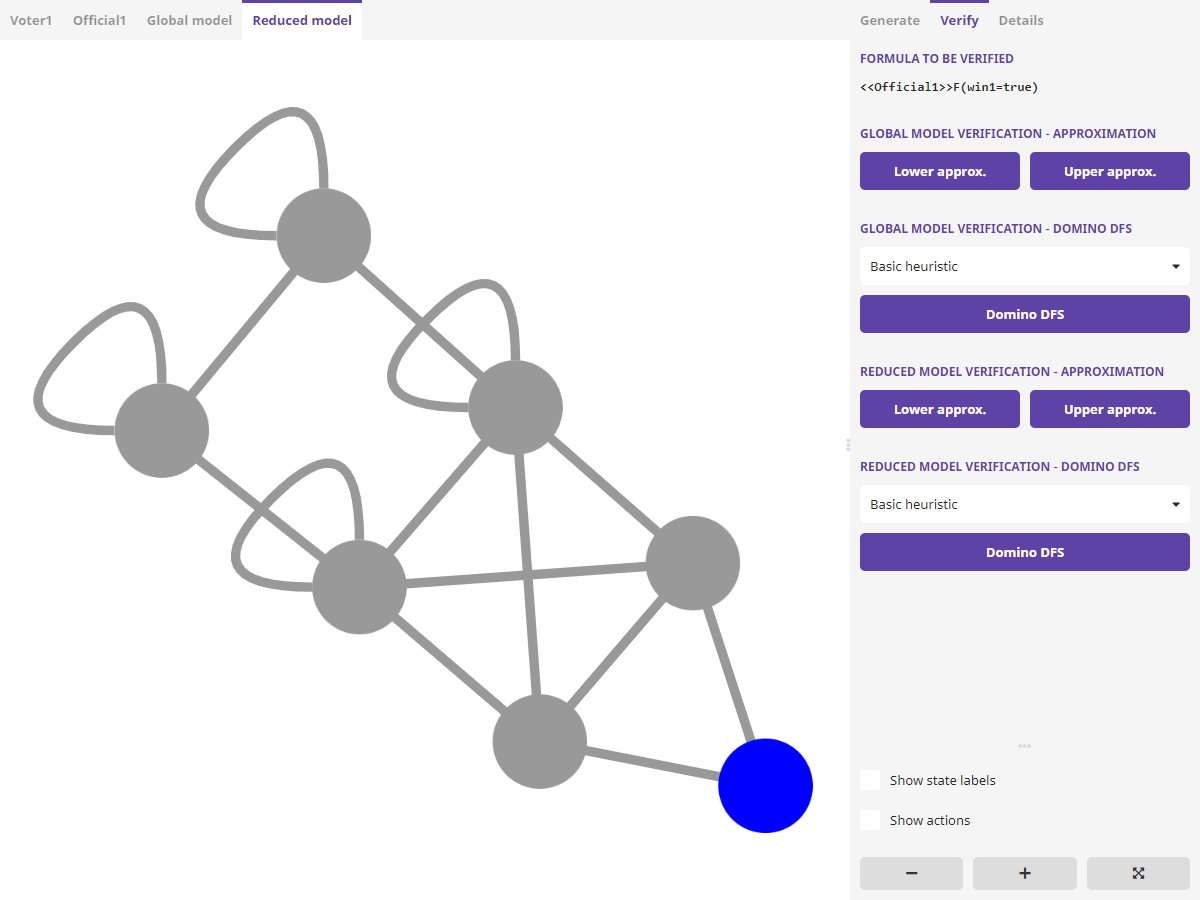 Voter1 Official1 Global model Reduced model
Generate Verify Details
FORMULA TO BE VERIFIED
<<Official1>>F(win1=true)
GLOBAL MODEL VERIFICATION - APPROXIMATION
Lower approx. Upper approx.
GLOBAL MODEL VERIFICATION - DOMINO DFS
Basic heuristic
Domino DFS
REDUCED MODEL VERIFICATION - APPROXIMATION
Lower approx. Upper approx.
REDUCED MODEL VERIFICATION - DOMINO DFS
Basic heuristic
Domino DFS
Show state labels
Show actions